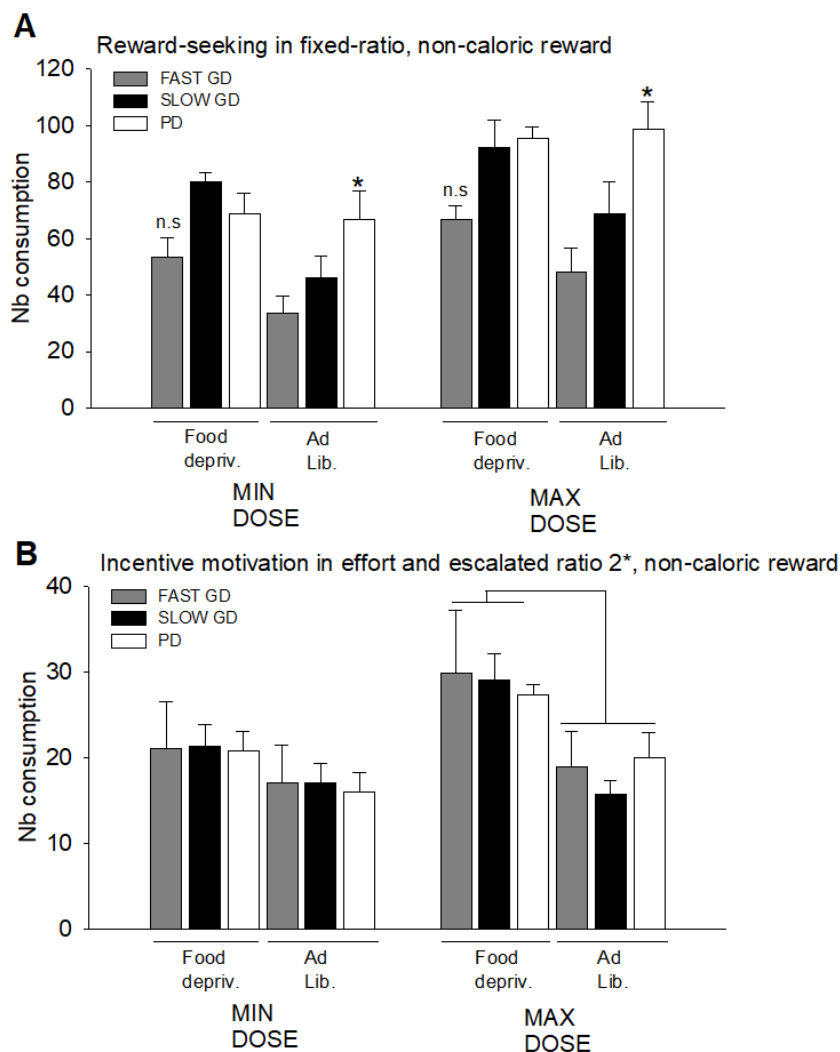 A
Reward-seeking in fixed-ratio, non-caloric reward
120
100
80
60
40
20
0
Nb consumption
FAST GD
SLOW GD
PD
n.s
*
n.s
*
Food
depriv.
Ad
Lib.
Food
depriv.
Ad
Lib.
MIN
DOSE
MAX
DOSE
B
Incentive motivation in effort and escalated ratio 2*, non-caloric reward
40
30
20
10
0
Nb consumption
FAST GD
SLOW GD
PD
Food
depriv.
Ad
Lib.
Food
depriv.
Ad
Lib.
MIN
DOSE
MAX
DOSE